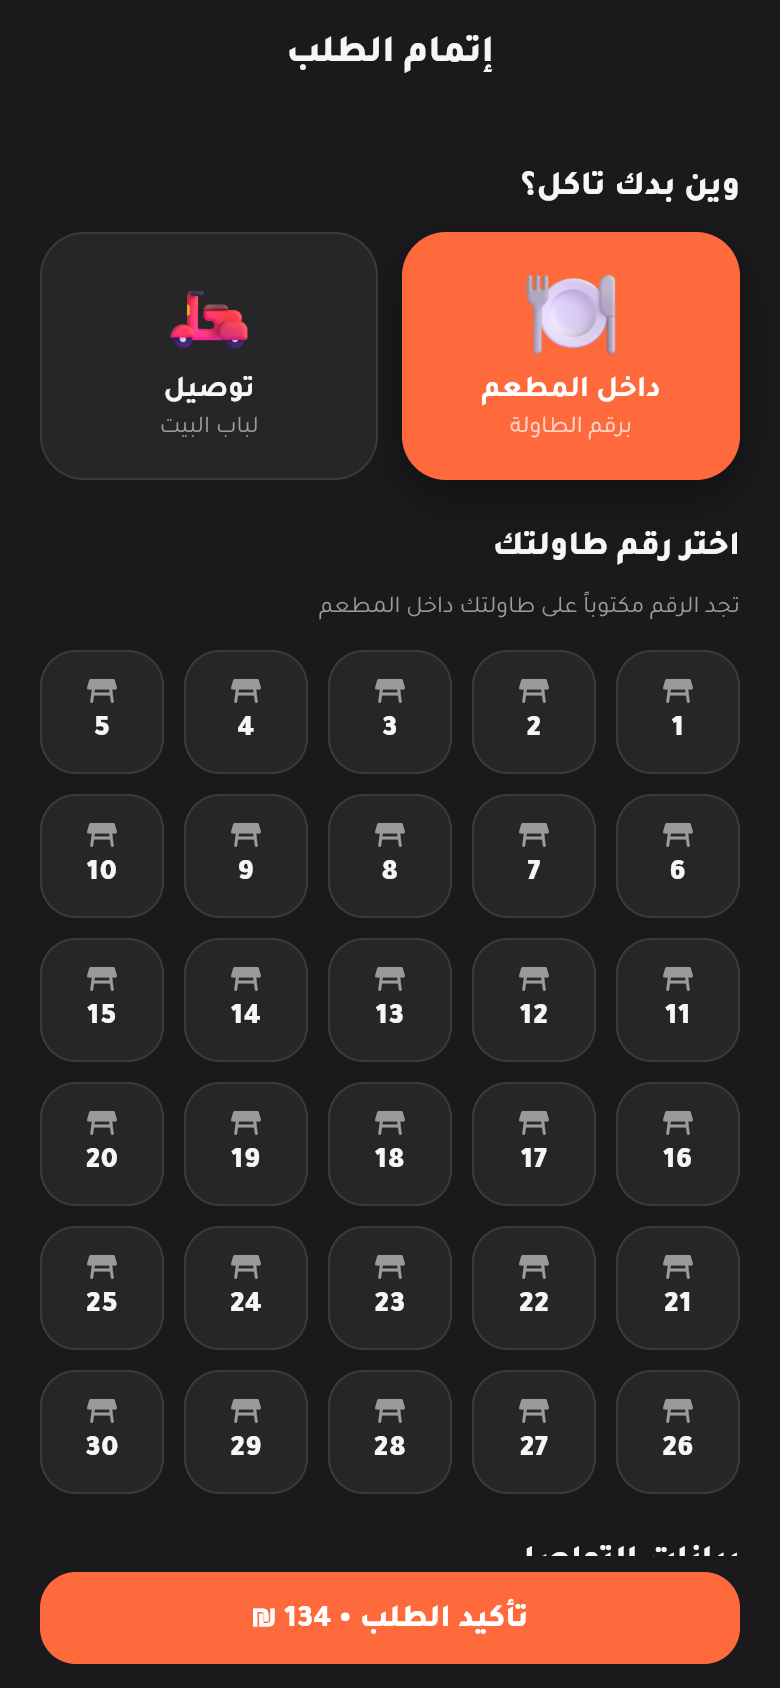 إتمام الطلب
وين بدك تاكل؟
داخل المطعم
برقم الطاولة
توصيل
لباب البيت
اختر رقم طاولتك
تجد الرقم مكتوباً على طاولتك داخل المطعم
1 2 3 4 5
6 7 8 9 10
11 12 13 14 15
16 17 18 19 20
21 22 23 24 25
26 27 28 29 30
بيانات التواصل
تأكيد الطلب • 134 ₪